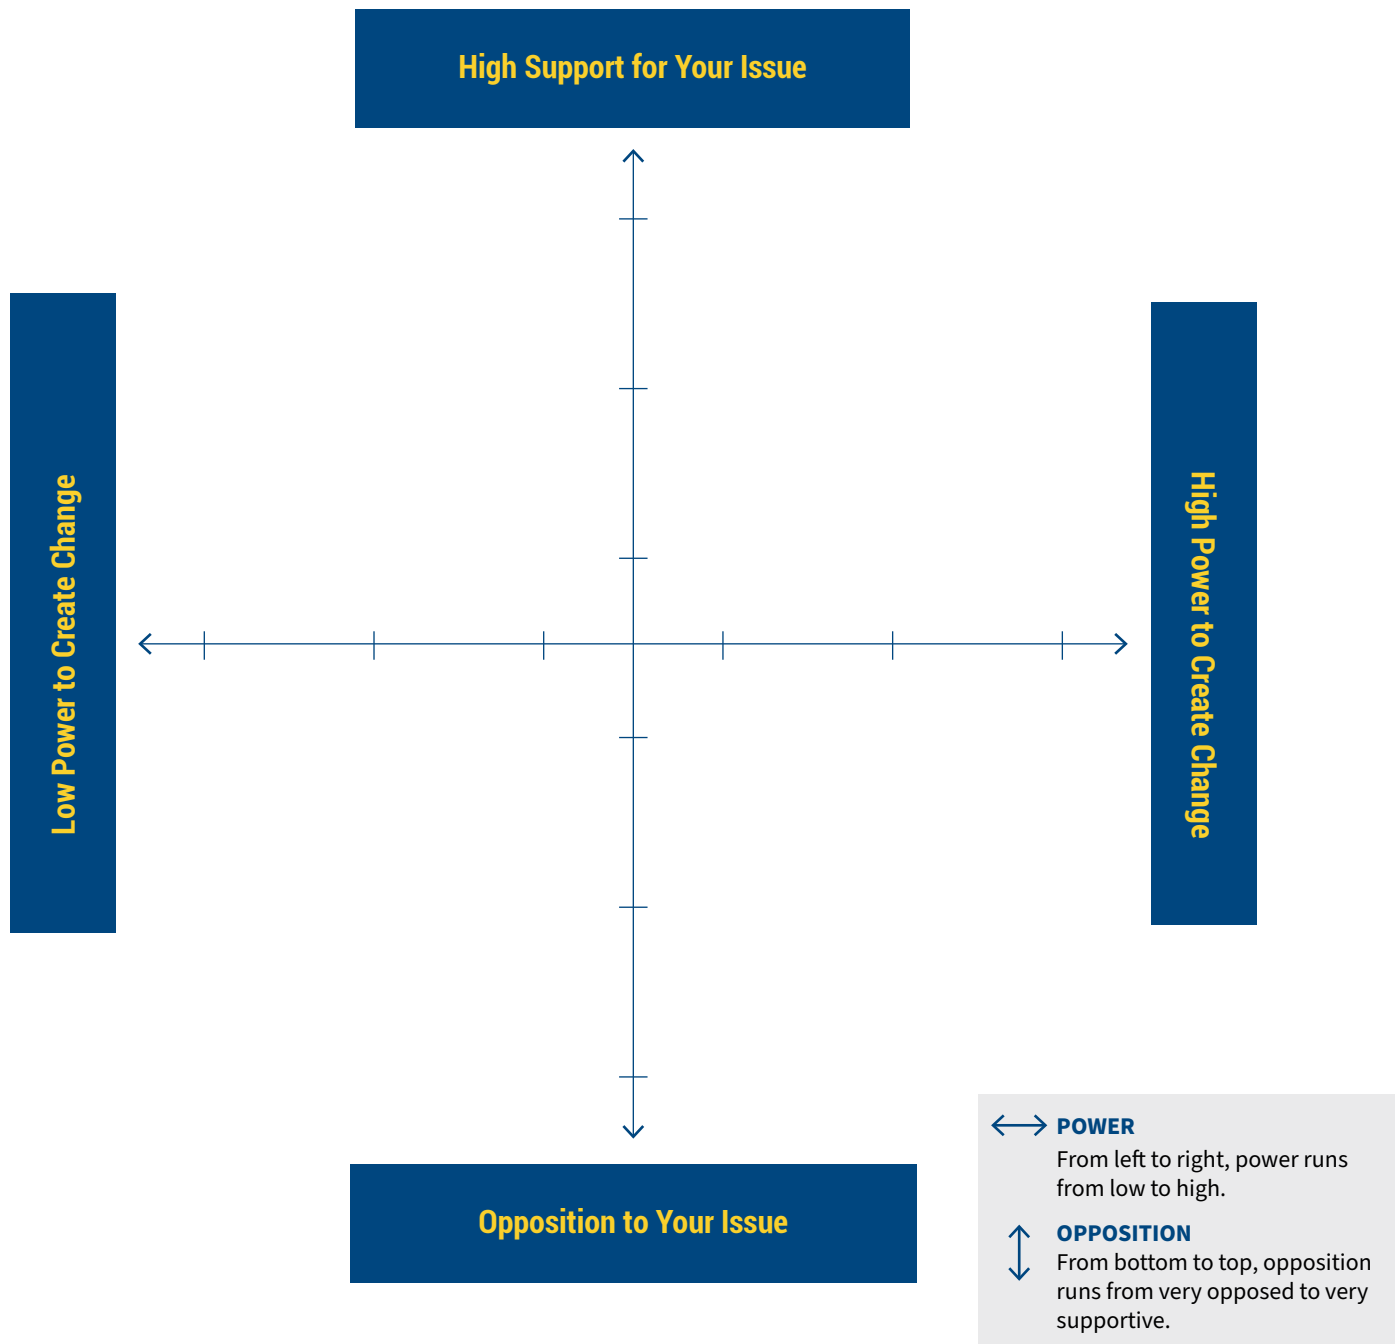 High Support for Your Issue
Low Power to Create Change
High Power to Create Change
Opposition to Your Issue
POWER
From left to right, power runs
from low to high.
OPPOSITION
From bottom to top, opposition
runs from very opposed to very
supportive.